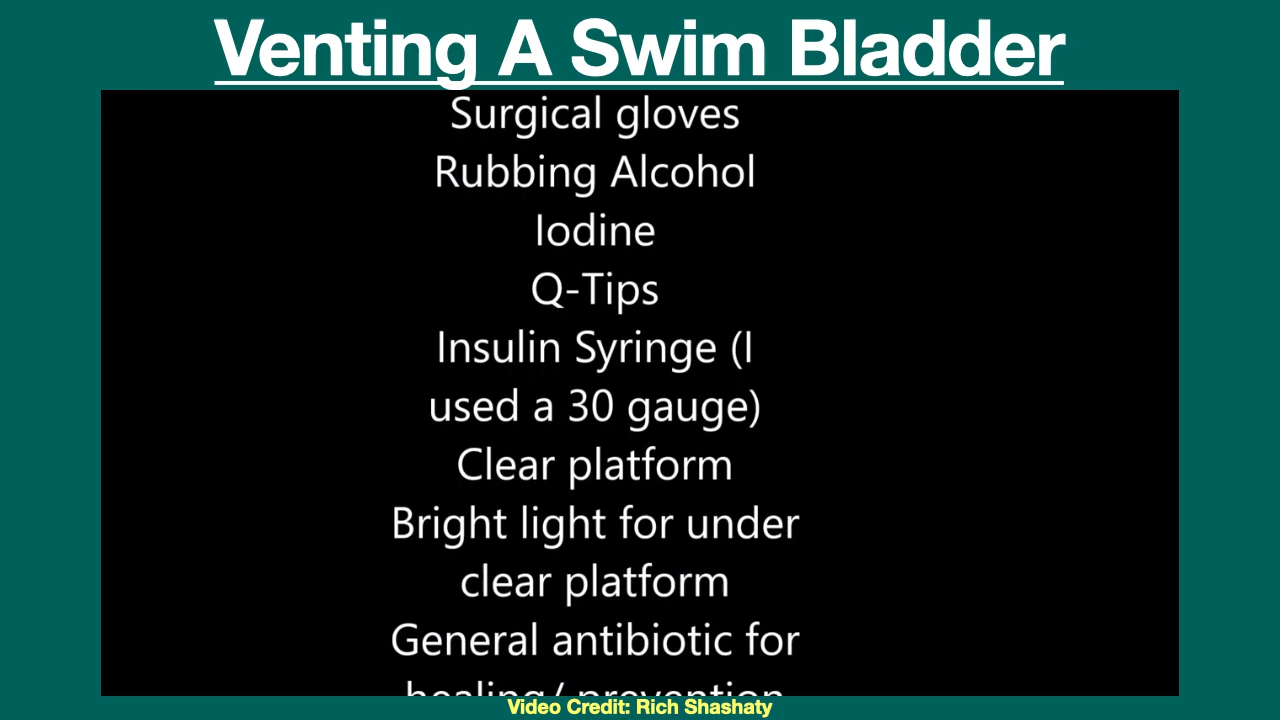 Venting A Swim Bladder
Surgical gloves
Rubbing Alcohol
Iodine
Q-Tips
Insulin Syringe (I
used a 30 gauge)
Clear platform
Bright light for under
clear platform
General antibiotic for
healing/ prevention
Video Credit: Rich Shashaty